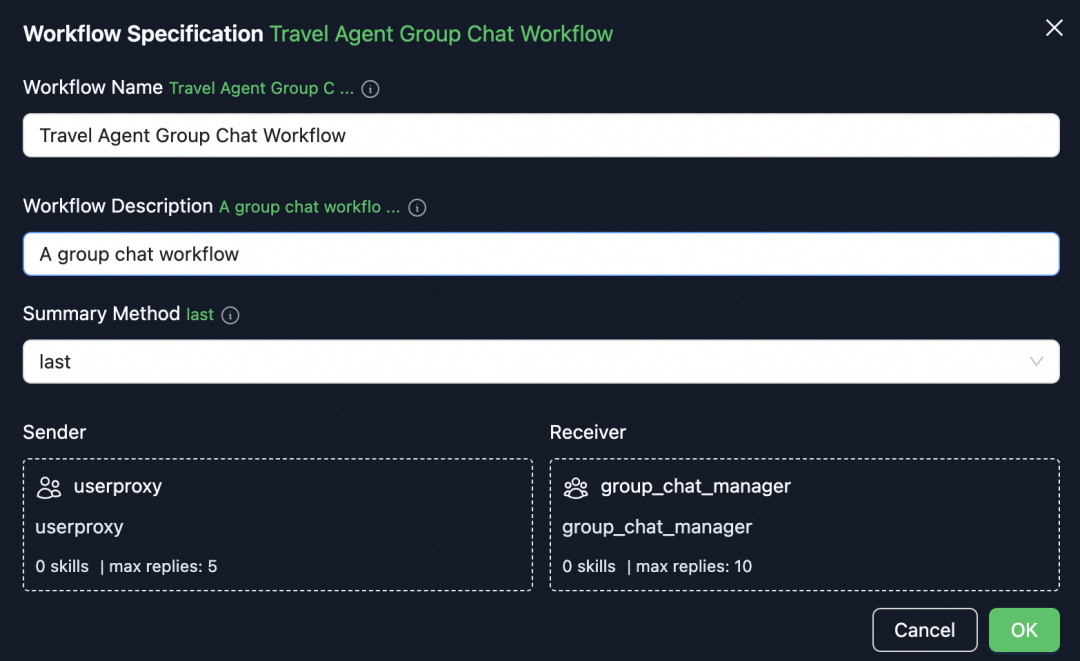 Workflow Specification Travel Agent Group Chat Workflow
Workflow Name Travel Agent Group C ...
Travel Agent Group Chat Workflow
Workflow Description A group chat workflo ...
A group chat workflow
Summary Method last
last
Sender
Receiver
userproxy
group_chat_manager
userproxy
group_chat_manager
0 skills | max replies: 5
0 skills | max replies: 10
Cancel
OK